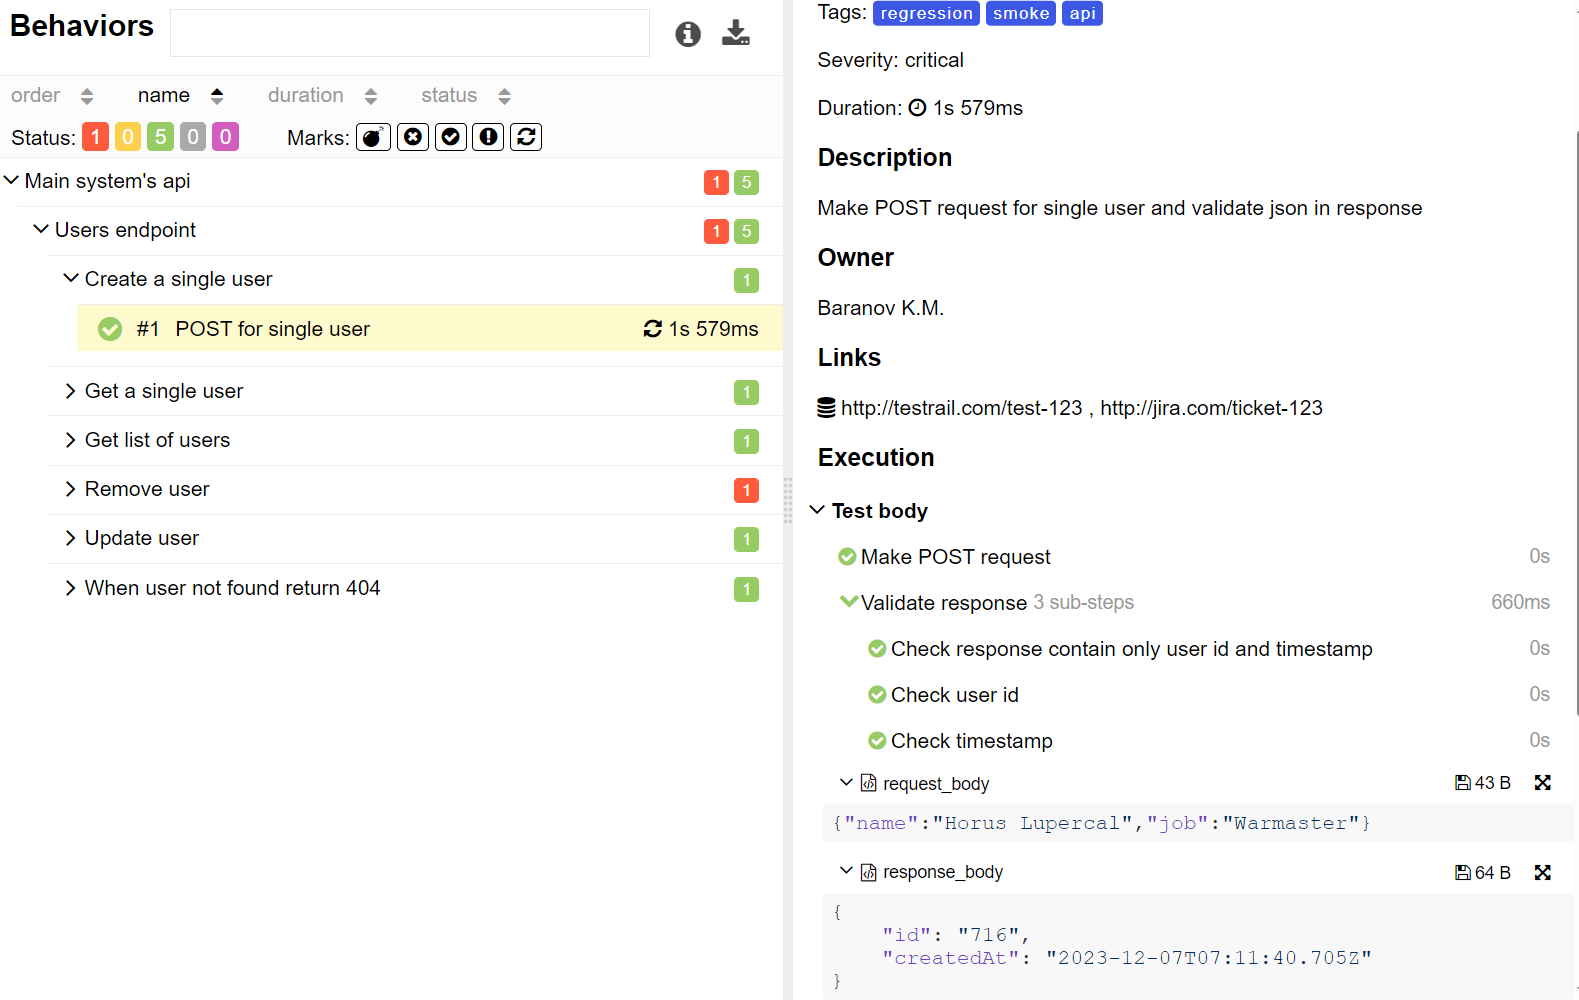 Behaviors
order name duration status
Status: 1 0 5 0 0 Marks:
Main system's api 1 5
Users endpoint 1 5
Create a single user 1
#1 POST for single user 1s 579ms
Get a single user 1
Get list of users 1
Remove user 1
Update user 1
When user not found return 404 1
Tags: regression smoke api
Severity: critical
Duration: 1s 579ms
Description
Make POST request for single user and validate json in response
Owner
Baranov K.M.
Links
http://testrail.com/test-123 , http://jira.com/ticket-123
Execution
Test body
Make POST request 0s
Validate response 3 sub-steps 660ms
Check response contain only user id and timestamp 0s
Check user id 0s
Check timestamp 0s
request_body 43 B
{"name":"Horus Lupercal","job":"Warmaster"}
response_body 64 B
{
"id": "716",
"createdAt": "2023-12-07T07:11:40.705Z"
}